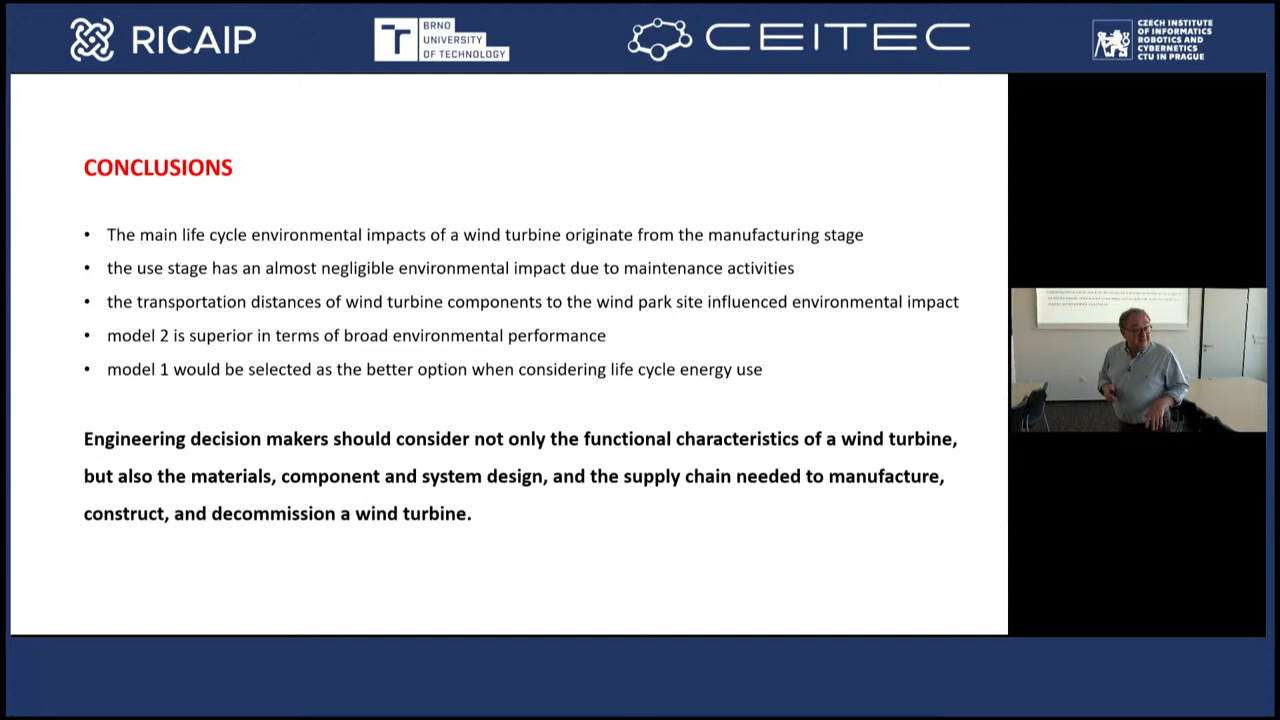 RICAIP
BRNO
UNIVERSITY
OF TECHNOLOGY
CEITEC
CZECH INSTITUTE
OF INFORMATICS
ROBOTICS AND
CYBERNETICS
CTU IN PRAGUE
CONCLUSIONS
• The main life cycle environmental impacts of a wind turbine originate from the manufacturing stage
• the use stage has an almost negligible environmental impact due to maintenance activities
• the transportation distances of wind turbine components to the wind park site influenced environmental impact
• model 2 is superior in terms of broad environmental performance
• model 1 would be selected as the better option when considering life cycle energy use
Engineering decision makers should consider not only the functional characteristics of a wind turbine,
but also the materials, component and system design, and the supply chain needed to manufacture,
construct, and decommission a wind turbine.